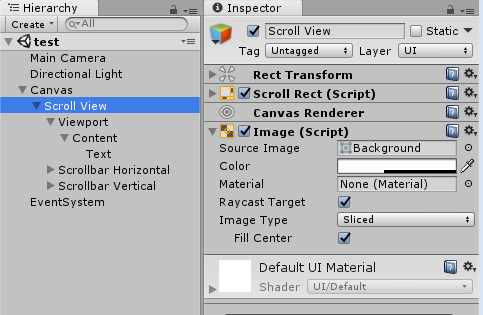 Hierarchy
Create
All
test
Main Camera
Directional Light
Canvas
Scroll View
Viewport
Content
Text
Scrollbar Horizontal
Scrollbar Vertical
EventSystem
Inspector
Scroll View
Static
Tag Untagged Layer UI
Rect Transform
Scroll Rect (Script)
Canvas Renderer
Image (Script)
Source Image Background
Color
Material None (Material)
Raycast Target
Image Type Sliced
Fill Center
Default UI Material
Shader UI/Default